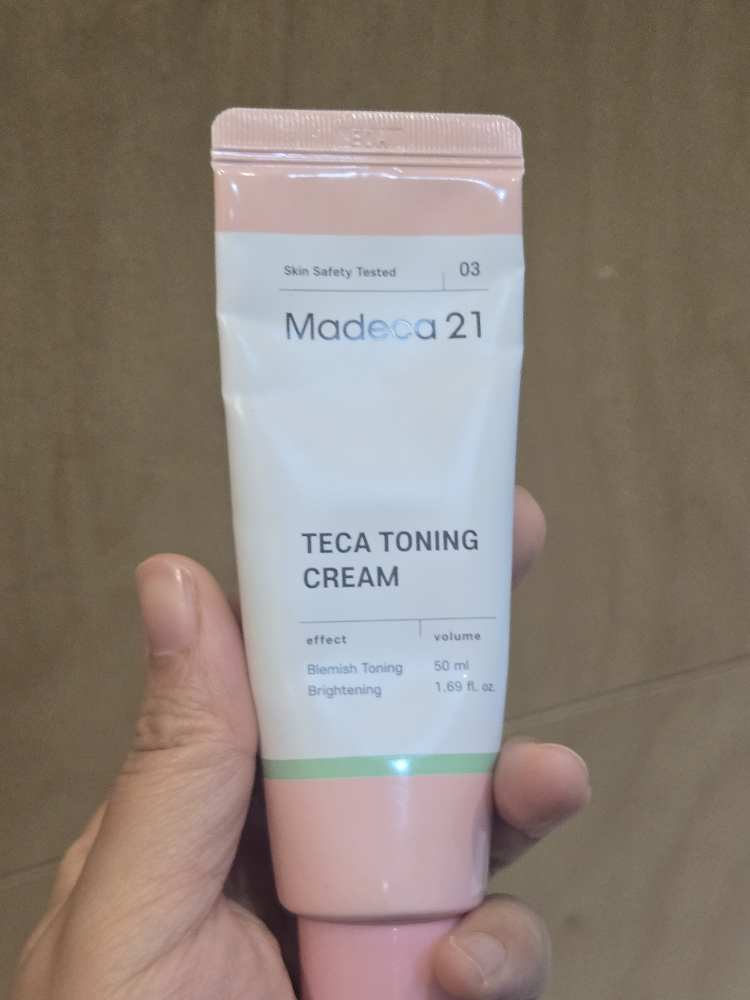 Skin Safety Tested 03
Madeca 21
TECA TONING
CREAM
effect volume
Blemish Toning 50 ml
Brightening 1.69 fl. oz.